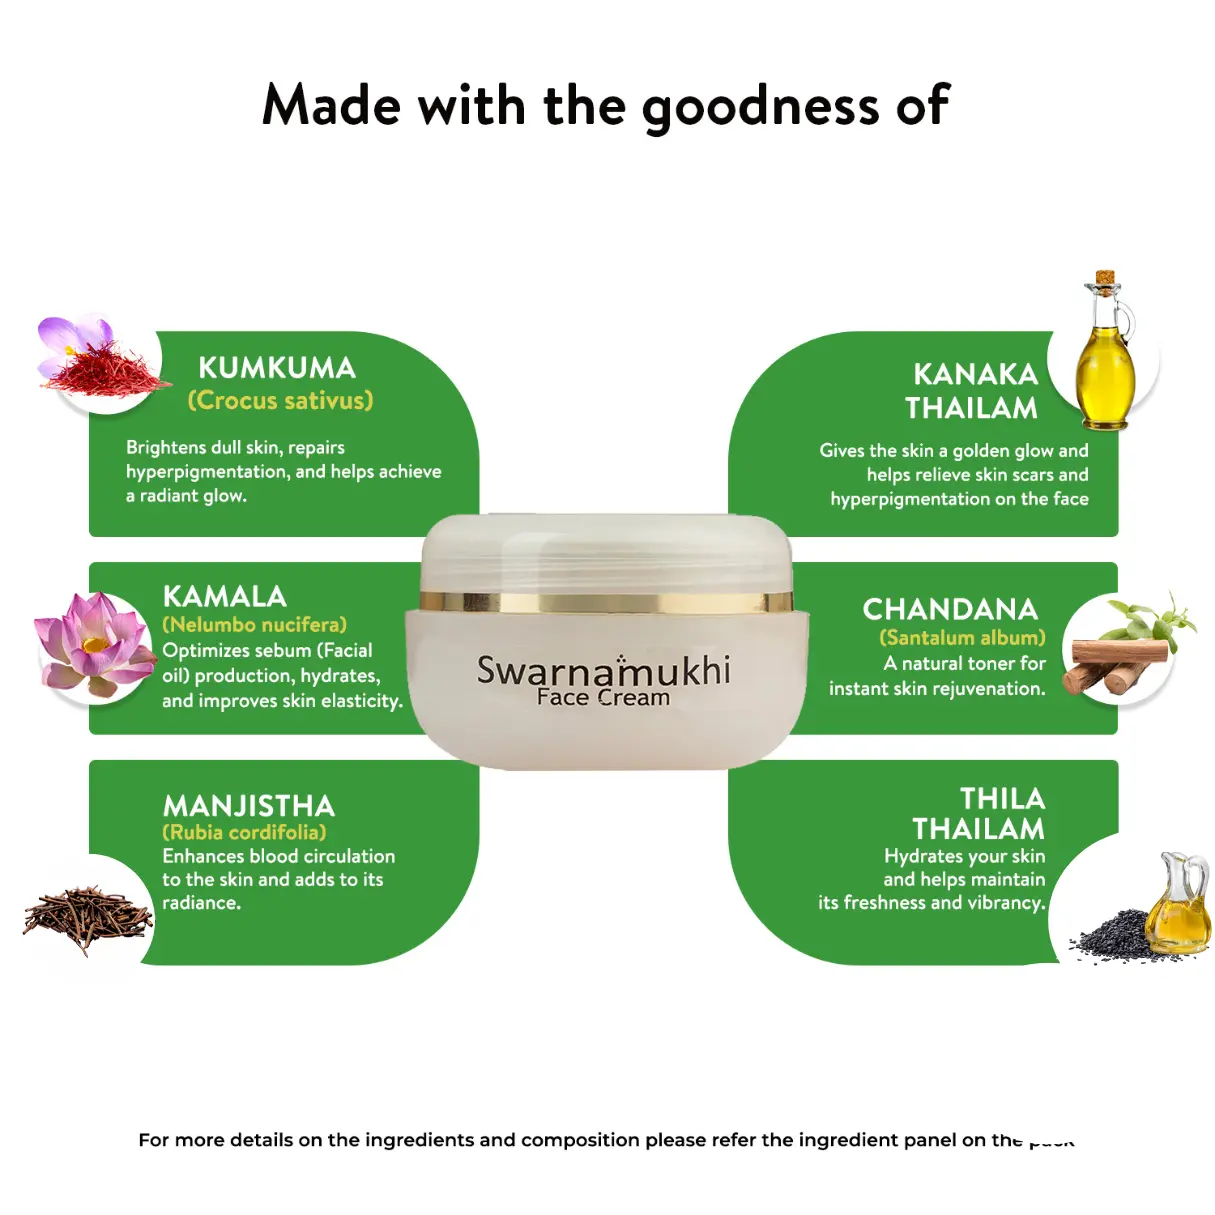 Made with the goodness of
KUMKUMA
(Crocus sativus)
Brightens dull skin, repairs
hyperpigmentation, and helps achieve
a radiant glow.
KANAKA
THAILAM
Gives the skin a golden glow and
helps relieve skin scars and
hyperpigmentation on the face
KAMALA
(Nelumbo nucifera)
Optimizes sebum (Facial
oil) production, hydrates,
and improves skin elasticity.
Swarnamukhi
Face Cream
CHANDANA
(Santalum album)
A natural toner for
instant skin rejuvenation.
MANJISTHA
(Rubia cordifolia)
Enhances blood circulation
to the skin and adds to its
radiance.
THILA
THAILAM
Hydrates your skin
and helps maintain
its freshness and vibrancy.
For more details on the ingredients and composition please refer the ingredient panel on the